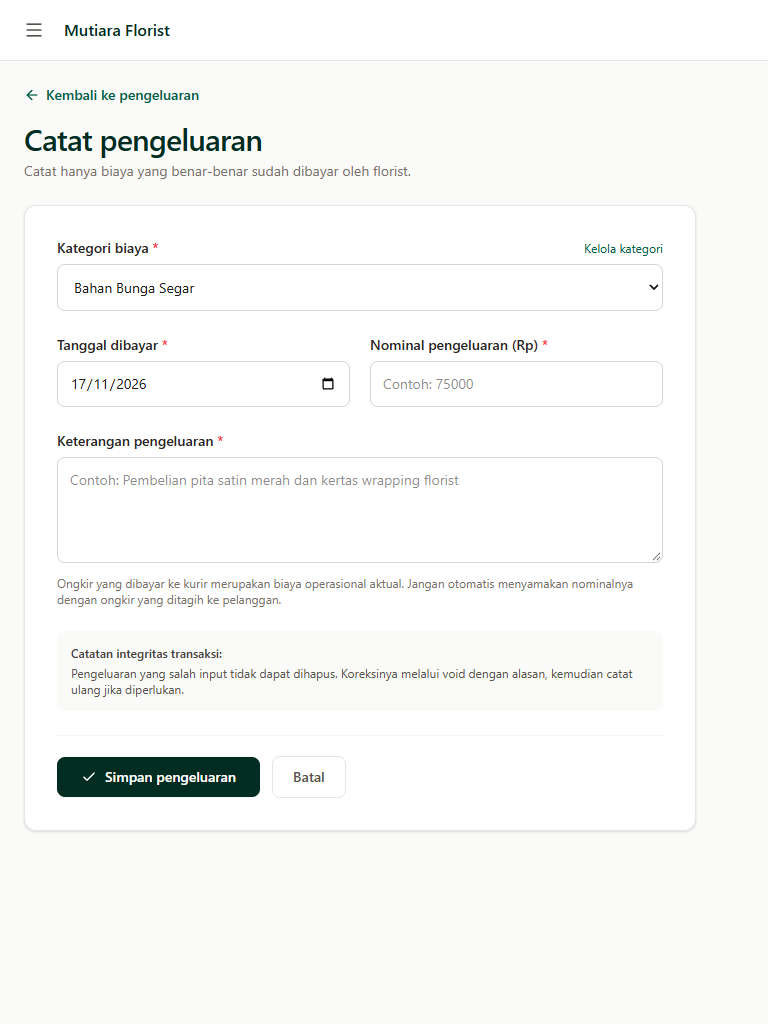 Mutiara Florist
Kembali ke pengeluaran
Catat pengeluaran
Catat hanya biaya yang benar-benar sudah dibayar oleh florist.
Kategori biaya *
Kelola kategori
Bahan Bunga Segar
Tanggal dibayar *
Nominal pengeluaran (Rp) *
17/11/2026
Contoh: 75000
Keterangan pengeluaran *
Contoh: Pembelian pita satin merah dan kertas wrapping florist
Ongkir yang dibayar ke kurir merupakan biaya operasional aktual. Jangan otomatis menyamakan nominalnya
dengan ongkir yang ditagih ke pelanggan.
Catatan integritas transaksi:
Pengeluaran yang salah input tidak dapat dihapus. Koreksinya melalui void dengan alasan, kemudian catat
ulang jika diperlukan.
Simpan pengeluaran
Batal